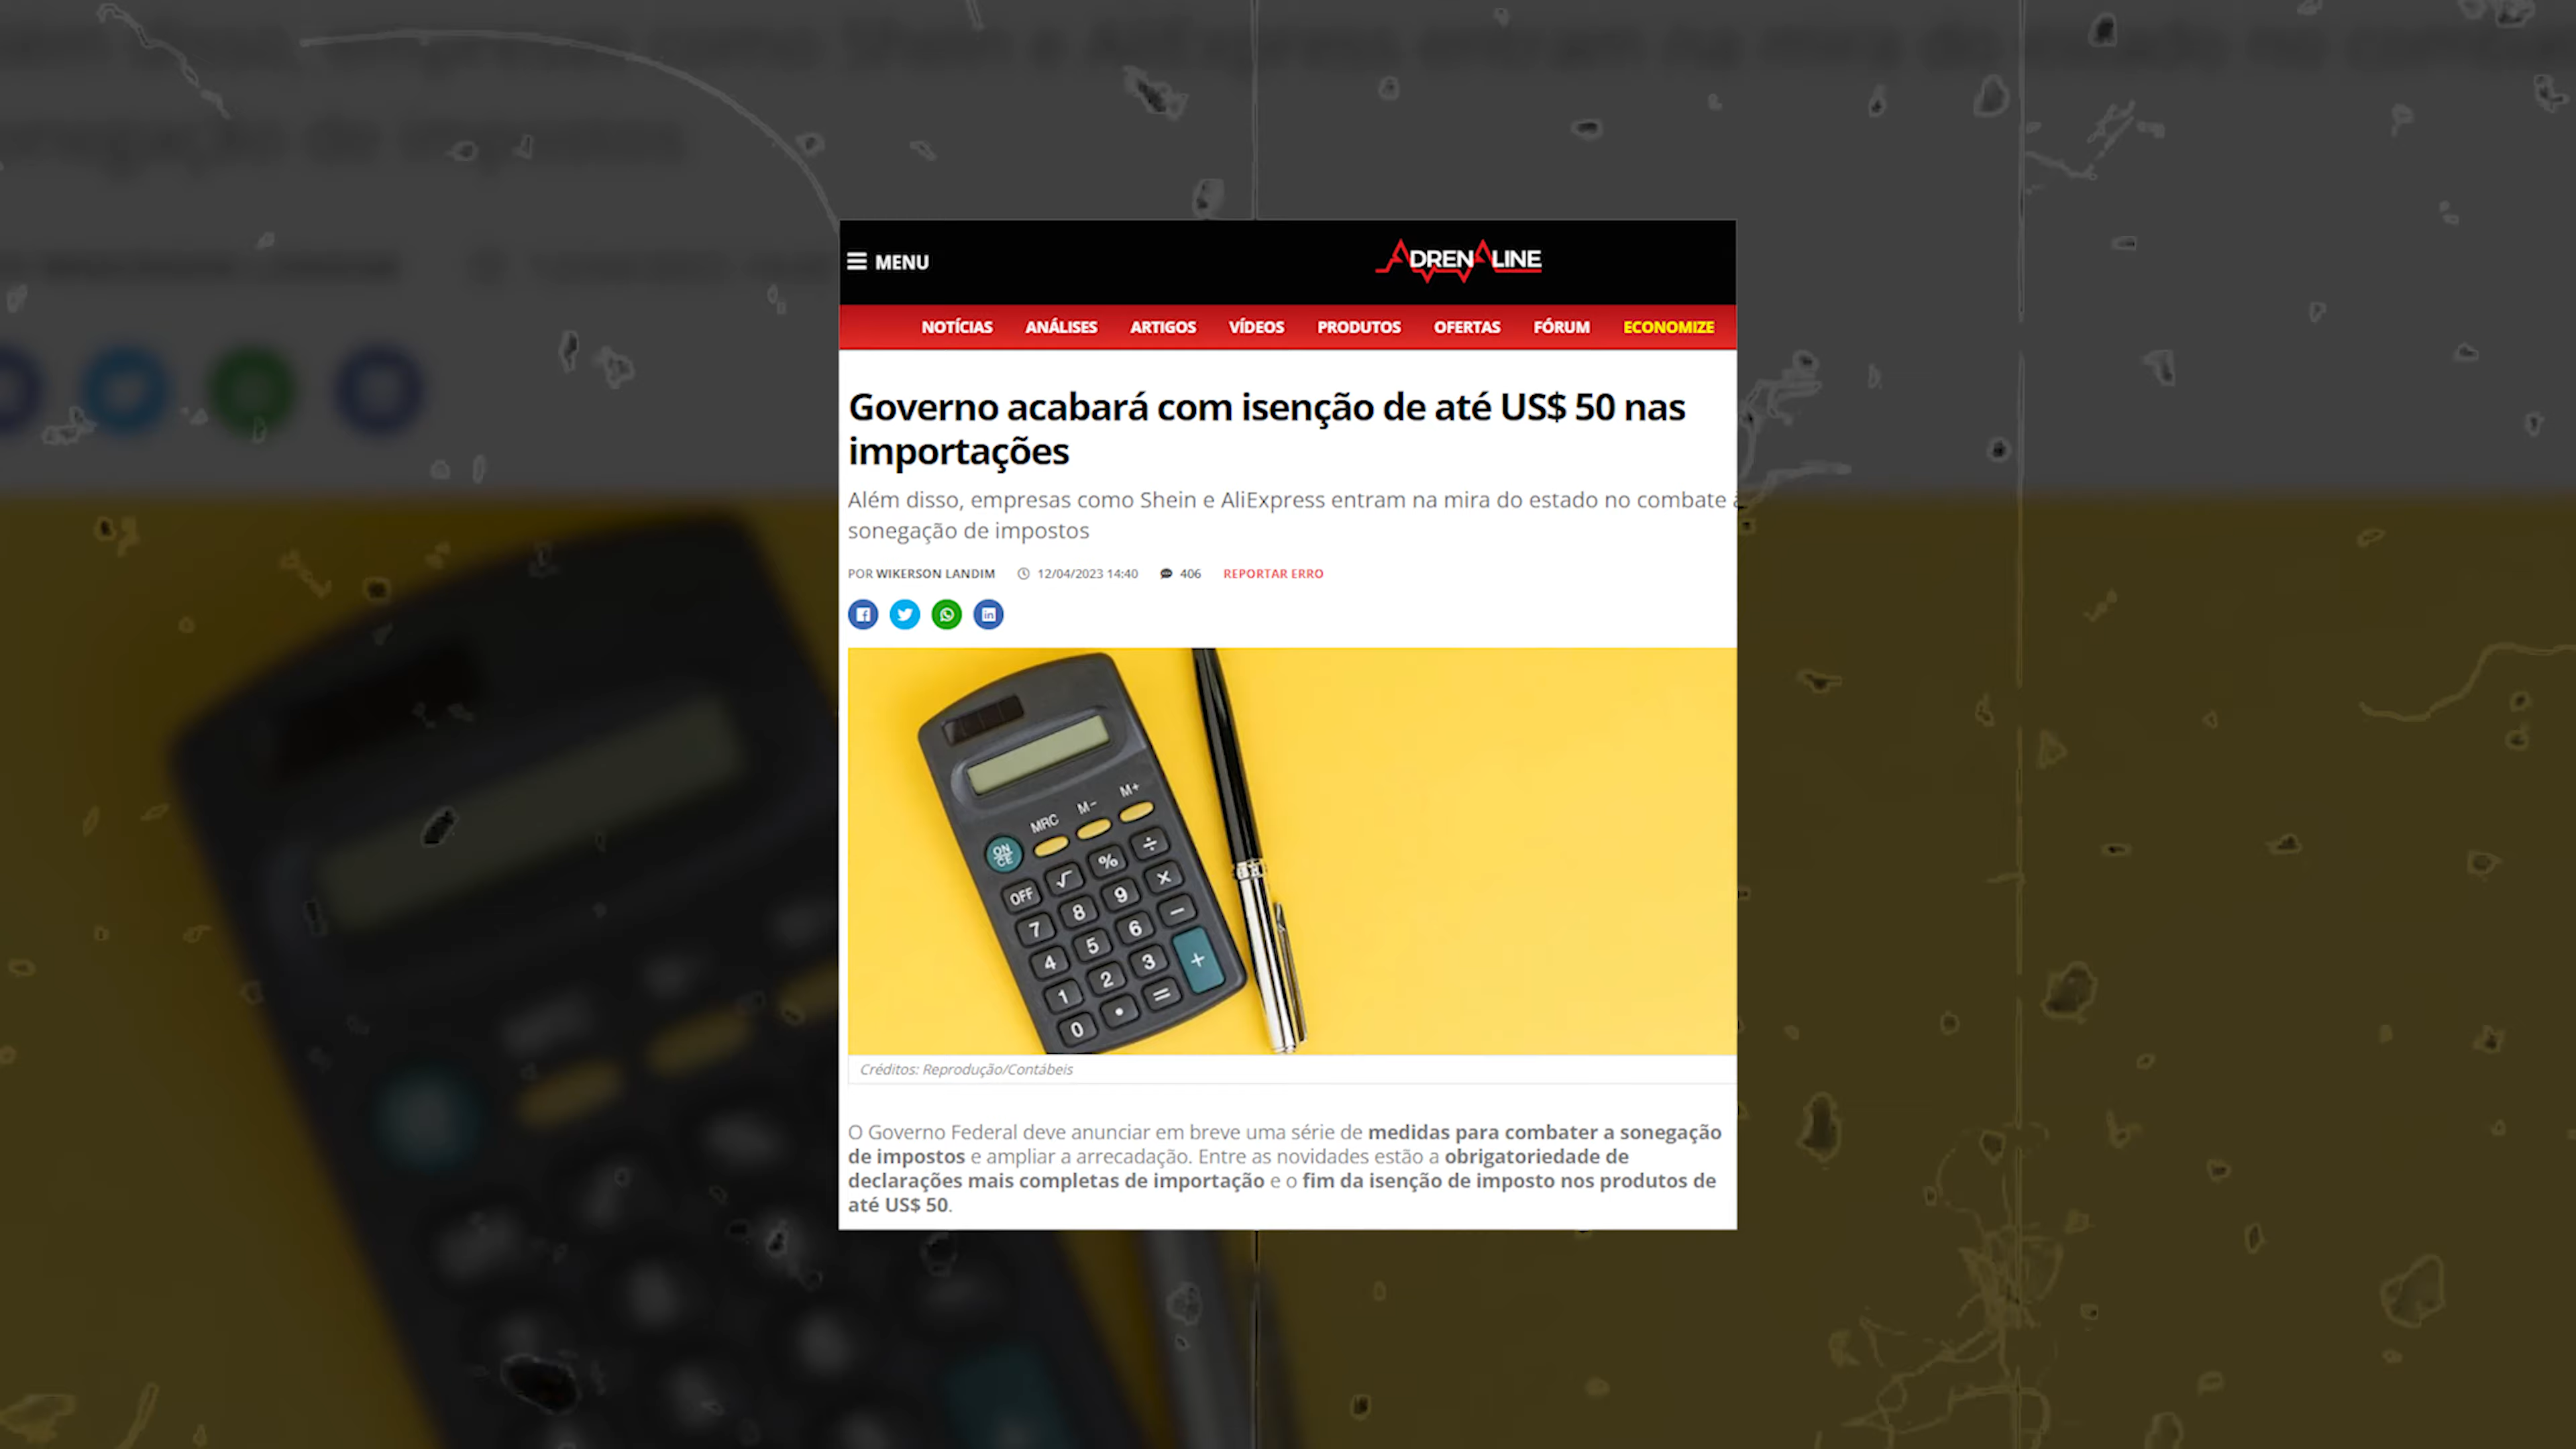 MENU
ADRENALINE
NOTÍCIAS ANÁLISES ARTIGOS VÍDEOS PRODUTOS OFERTAS FÓRUM ECONOMIZE
Governo acabará com isenção de até US$ 50 nas
importações
Além disso, empresas como Shein e AliExpress entram na mira do estado no combate
sonegação de impostos
POR WIKERSON LANDIM 12/04/2023 14:40 406 REPORTAR ERRO
MRC M− M+
ON/CE
OFF √ % ÷
7 8 9 ×
4 5 6 −
1 2 3 +
0 • =
Créditos: Reprodução/Contábeis
O Governo Federal deve anunciar em breve uma série de medidas para combater a sonegação
de impostos e ampliar a arrecadação. Entre as novidades estão a obrigatoriedade de
declarações mais completas de importação e o fim da isenção de imposto nos produtos de
até US$ 50.